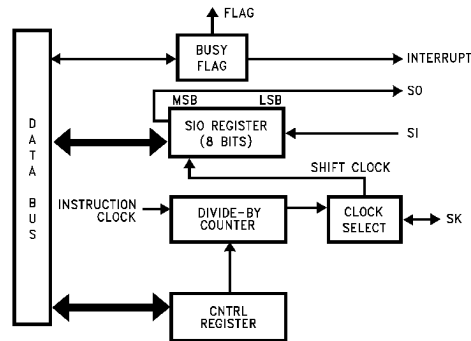 FLAG
BUSY
FLAG
INTERRUPT
SO
MSB
LSB
SIO REGISTER
(8 BITS)
SI
SHIFT CLOCK
DATA BUS
INSTRUCTION
CLOCK
DIVIDE-BY
COUNTER
CLOCK
SELECT
SK
CNTRL
REGISTER